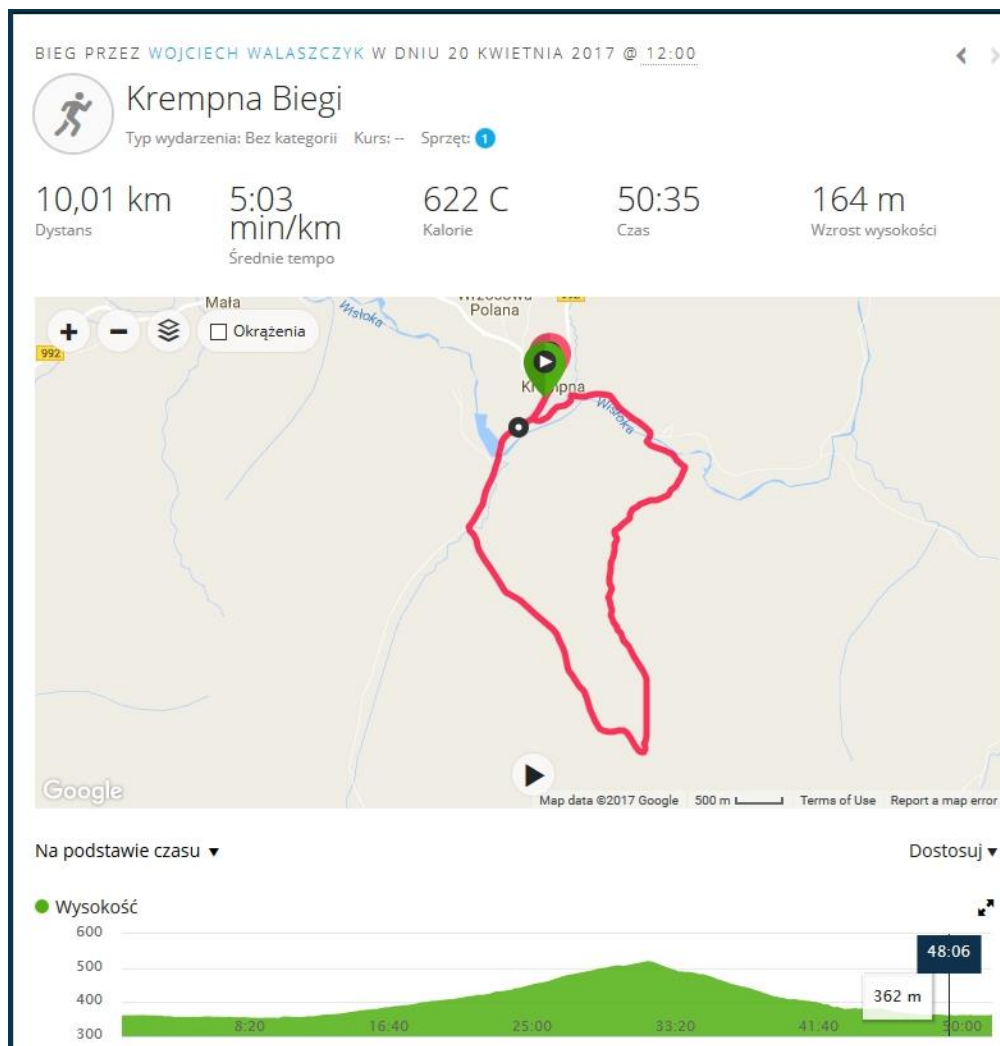 BIEG PRZEZ WOJCIECH WALASZCZYK W DNIU 20 KWIETNIA 2017 @ 12:00
Krempna Biegi
Typ wydarzenia: Bez kategorii Kurs: -- Sprzęt: 1
10,01 km
Dystans
5:03 min/km
Średnie tempo
622 C
Kalorie
50:35
Czas
164 m
Wzrost wysokości
Mała
Wisłoka
Polana
992
Okrążenia
Krempna
Wisłoka
Google
Map data ©2017 Google 500 m Terms of Use Report a map error
Na podstawie czasu
Dostosuj
Wysokość
600
500
400
300
48:06
362 m
8:20 16:40 25:00 33:20 41:40 50:00